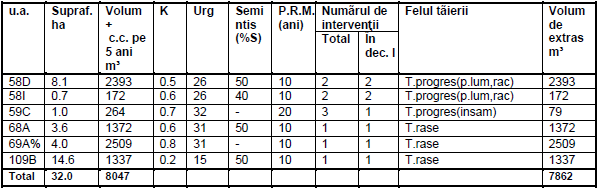 u.a. Supraf. ha Volum + c.c. pe 5 ani m³ K Urg Semi ntis (%S) P.R.M. (ani) Numărul de intervenţii Total În dec. I Felul tăierii Volum de extras m³
58D 8.1 2393 0.5 26 50 10 2 2 T.progres(p.lum,rac) 2393
58I 0.7 172 0.6 26 40 10 2 2 T.progres(p.lum,rac) 172
59C 1.0 264 0.7 32 - 20 3 1 T.progres(insam) 79
68A 3.6 1372 0.6 31 50 10 1 1 T.rase 1372
69A% 4.0 2509 0.8 31 - 10 1 1 T.rase 2509
109B 14.6 1337 0.2 15 50 10 1 1 T.rase 1337
Total 32.0 8047 7862